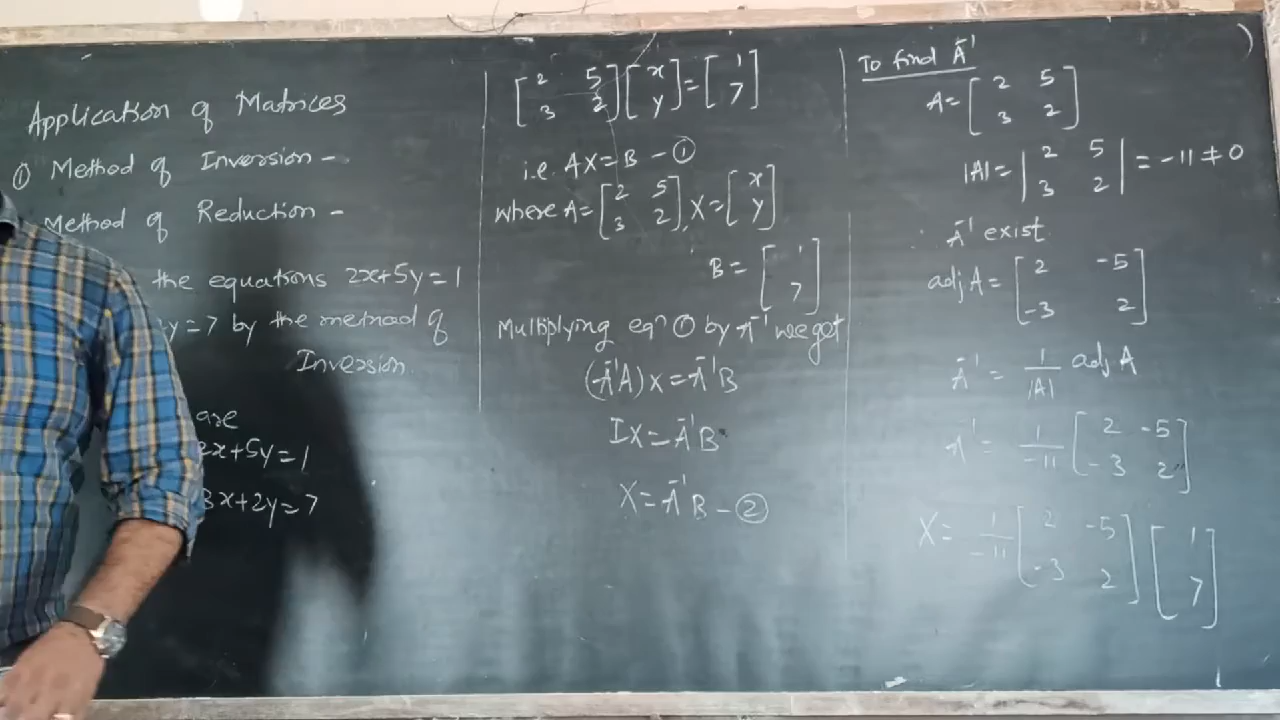 Application of Matrices
① Method of Inversion -
Method of Reduction -
the equations 2x+5y=1
y=7 by the method of
Inversion.
are
2x+5y=1
3x+2y=7
[2 5
3 2] [x
y] = [1
7]
i.e. AX=B - ①
where A= [2 5
3 2], X= [x
y]
B= [1
7]
Multiplying eqⁿ ① by A⁻¹ we get
(A⁻¹A)X=A⁻¹B
IX=A⁻¹B
X=A⁻¹B - ②
To find A⁻¹
A= [2 5
3 2]
|A|= |2 5
3 2| = -11 ≠ 0
A⁻¹ exist
adj A= [2 -5
-3 2]
A⁻¹ = 1/|A| adj A
A⁻¹ = 1/-11 [2 -5
-3 2]
X= 1/-11 [2 -5
-3 2] [1
7]